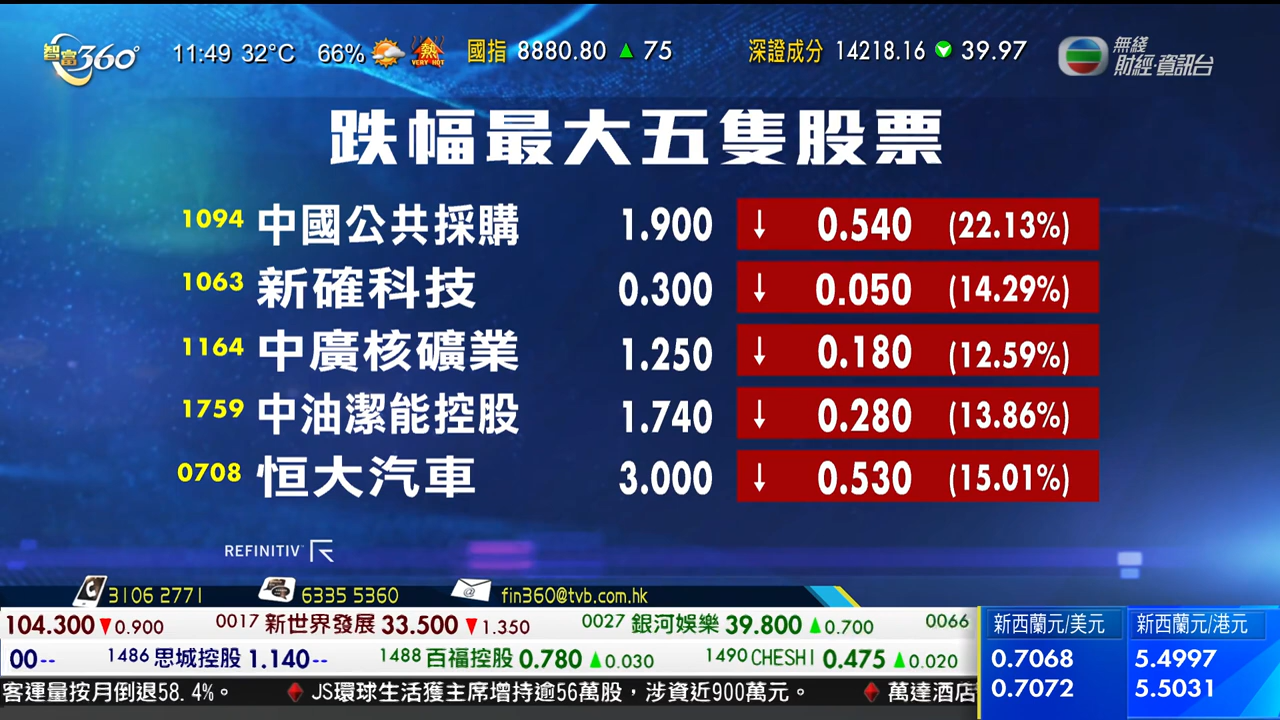 智富360° 11:49 32°C 66% 熱 VERY HOT 國指 8880.80 ▲ 75 深證成分 14218.16 ▼ 39.97 無綫
財經·資訊台
跌幅最大五隻股票
1094 中國公共採購 1.900 ↓ 0.540 (22.13%)
1063 新確科技 0.300 ↓ 0.050 (14.29%)
1164 中廣核礦業 1.250 ↓ 0.180 (12.59%)
1759 中油潔能控股 1.740 ↓ 0.280 (13.86%)
0708 恒大汽車 3.000 ↓ 0.530 (15.01%)
REFINITIV
3106 2771 6335 5360 fin360@tvb.com.hk
104.300 ▼0.900 0017 新世界發展 33.500 ▼1.350 0027 銀河娛樂 39.800 ▲0.700 0066
00-- 1486 思城控股 1.140-- 1488 百福控股 0.780 ▲0.030 1490 CHESHI 0.475 ▲0.020
客運量按月倒退58.4%。 ♦ JS環球生活獲主席增持逾56萬股，涉資近900萬元。 ♦ 萬達酒店
新西蘭元/美元 新西蘭元/港元
0.7068 5.4997
0.7072 5.5031